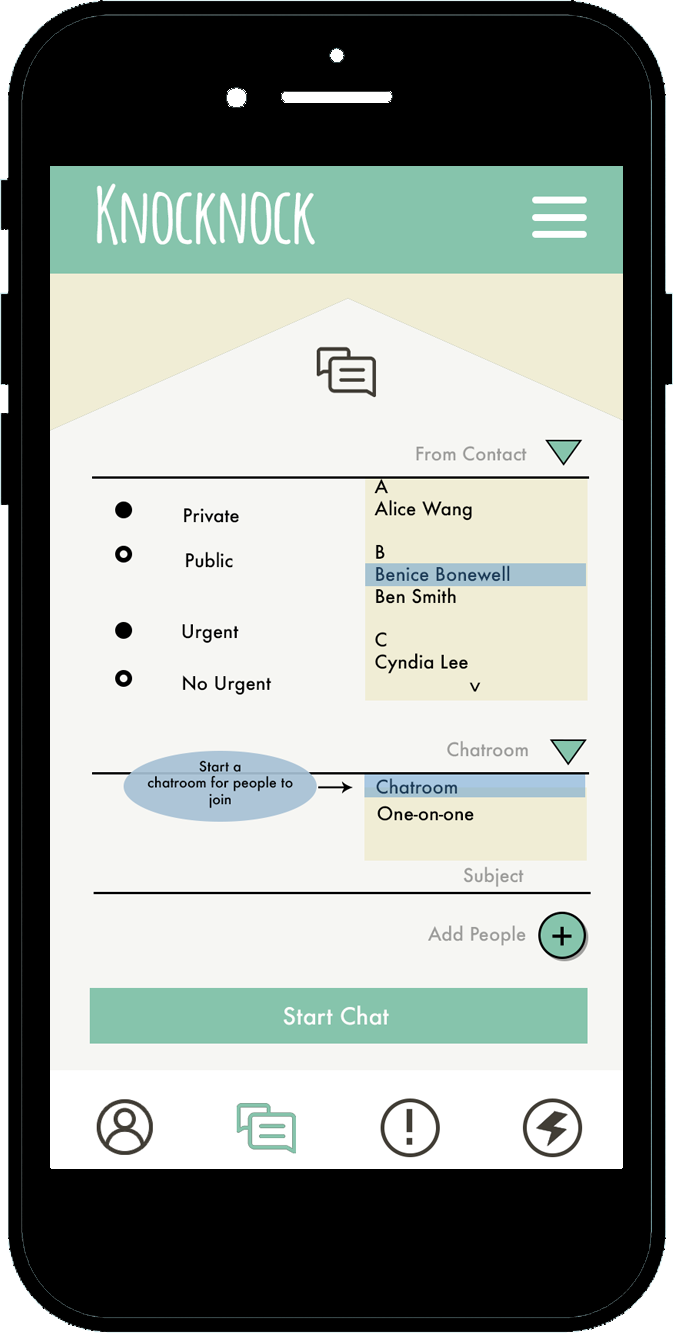 KNOCKNOCK
From Contact
Private
Public
Urgent
No Urgent
A
Alice Wang
B
Benice Bonewell
Ben Smith
C
Cyndia Lee
Chatroom
Start a
chatroom for people to
join
Chatroom
One-on-one
Subject
Add People
Start Chat